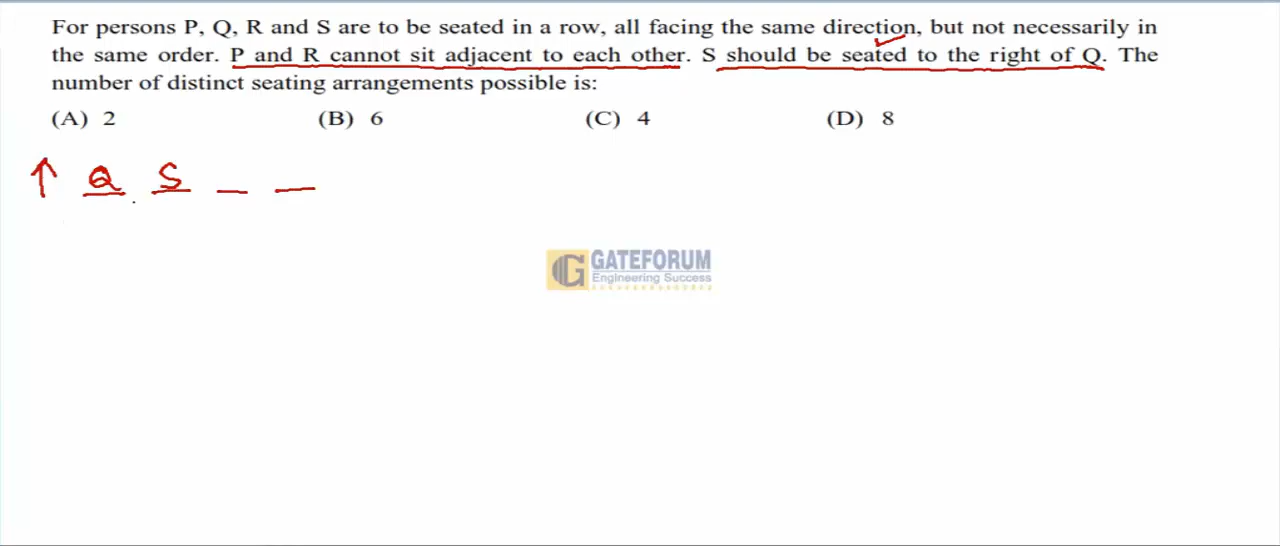 For persons P, Q, R and S are to be seated in a row, all facing the same direction, but not necessarily in
the same order. P and R cannot sit adjacent to each other. S should be seated to the right of Q. The
number of distinct seating arrangements possible is:
(A) 2 (B) 6 (C) 4 (D) 8
↑ Q S _ _
GATEFORUM
Engineering Success